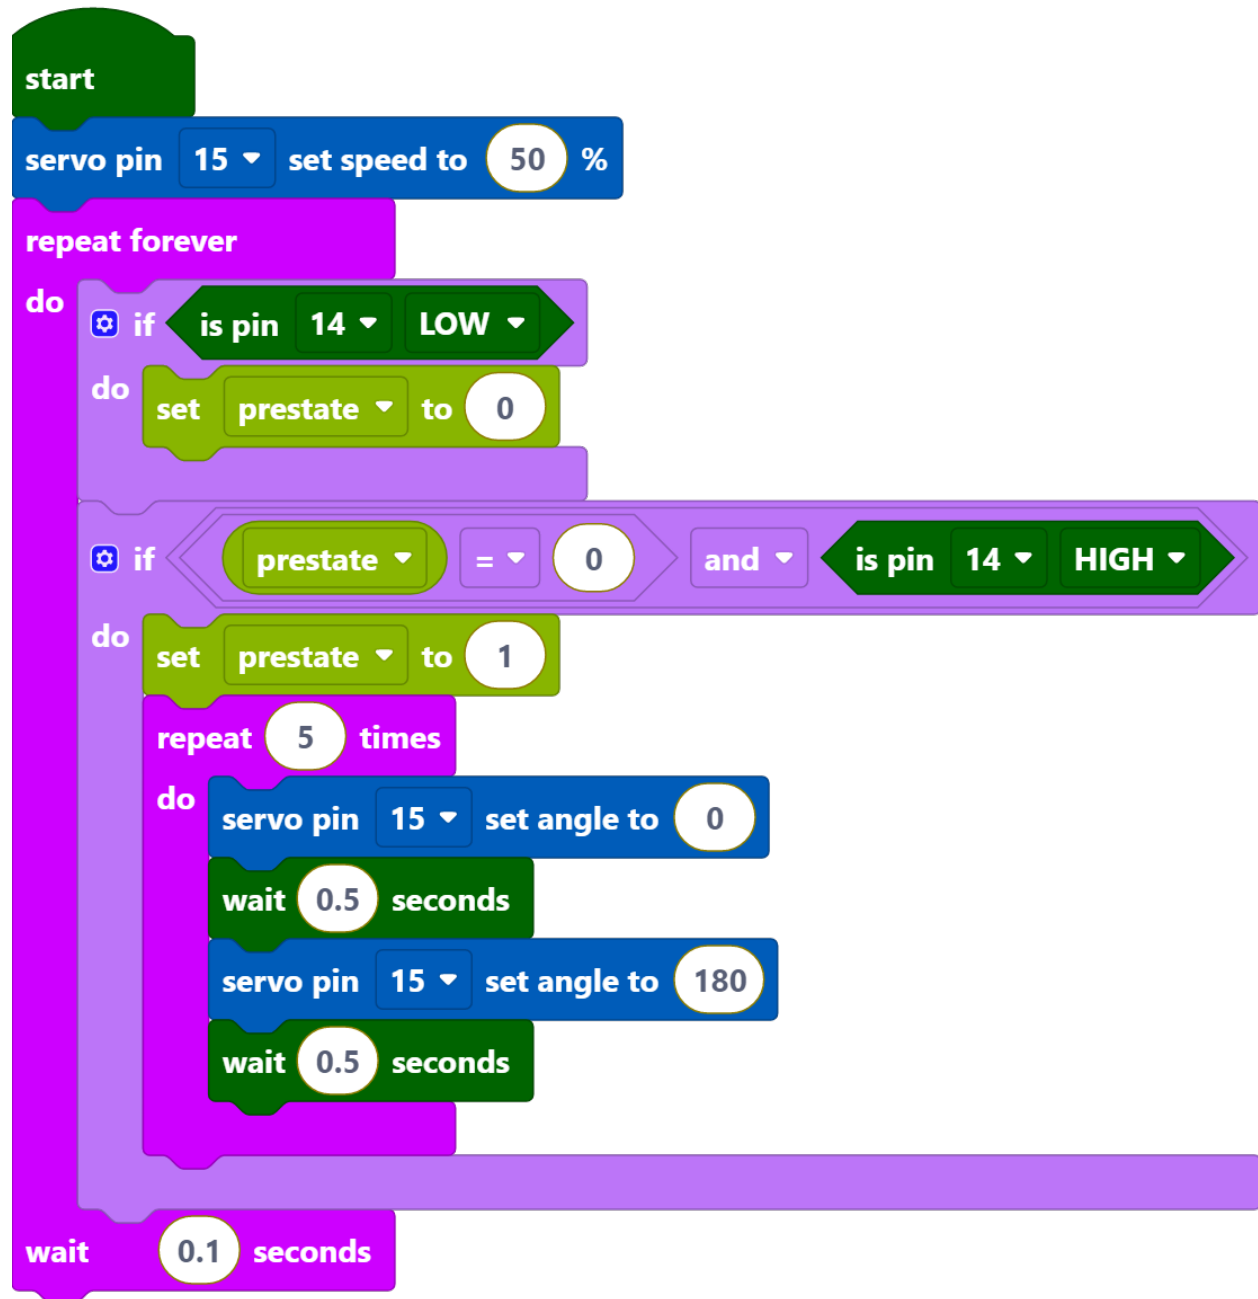 start
servo pin 15 set speed to 50 %
repeat forever
do if is pin 14 LOW
do set prestate to 0
if prestate = 0 and is pin 14 HIGH
do set prestate to 1
repeat 5 times
do servo pin 15 set angle to 0
wait 0.5 seconds
servo pin 15 set angle to 180
wait 0.5 seconds
wait 0.1 seconds